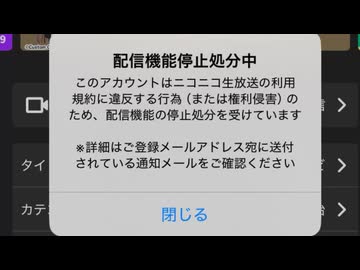 配信機能停止処分中
このアカウントはニコニコ生放送の利用
規約に違反する行為（または権利侵害）の
ため、配信機能の停止処分を受けています
※詳細はご登録メールアドレス宛に送付
されている通知メールをご確認ください
信
タイ
カテ
閉じる